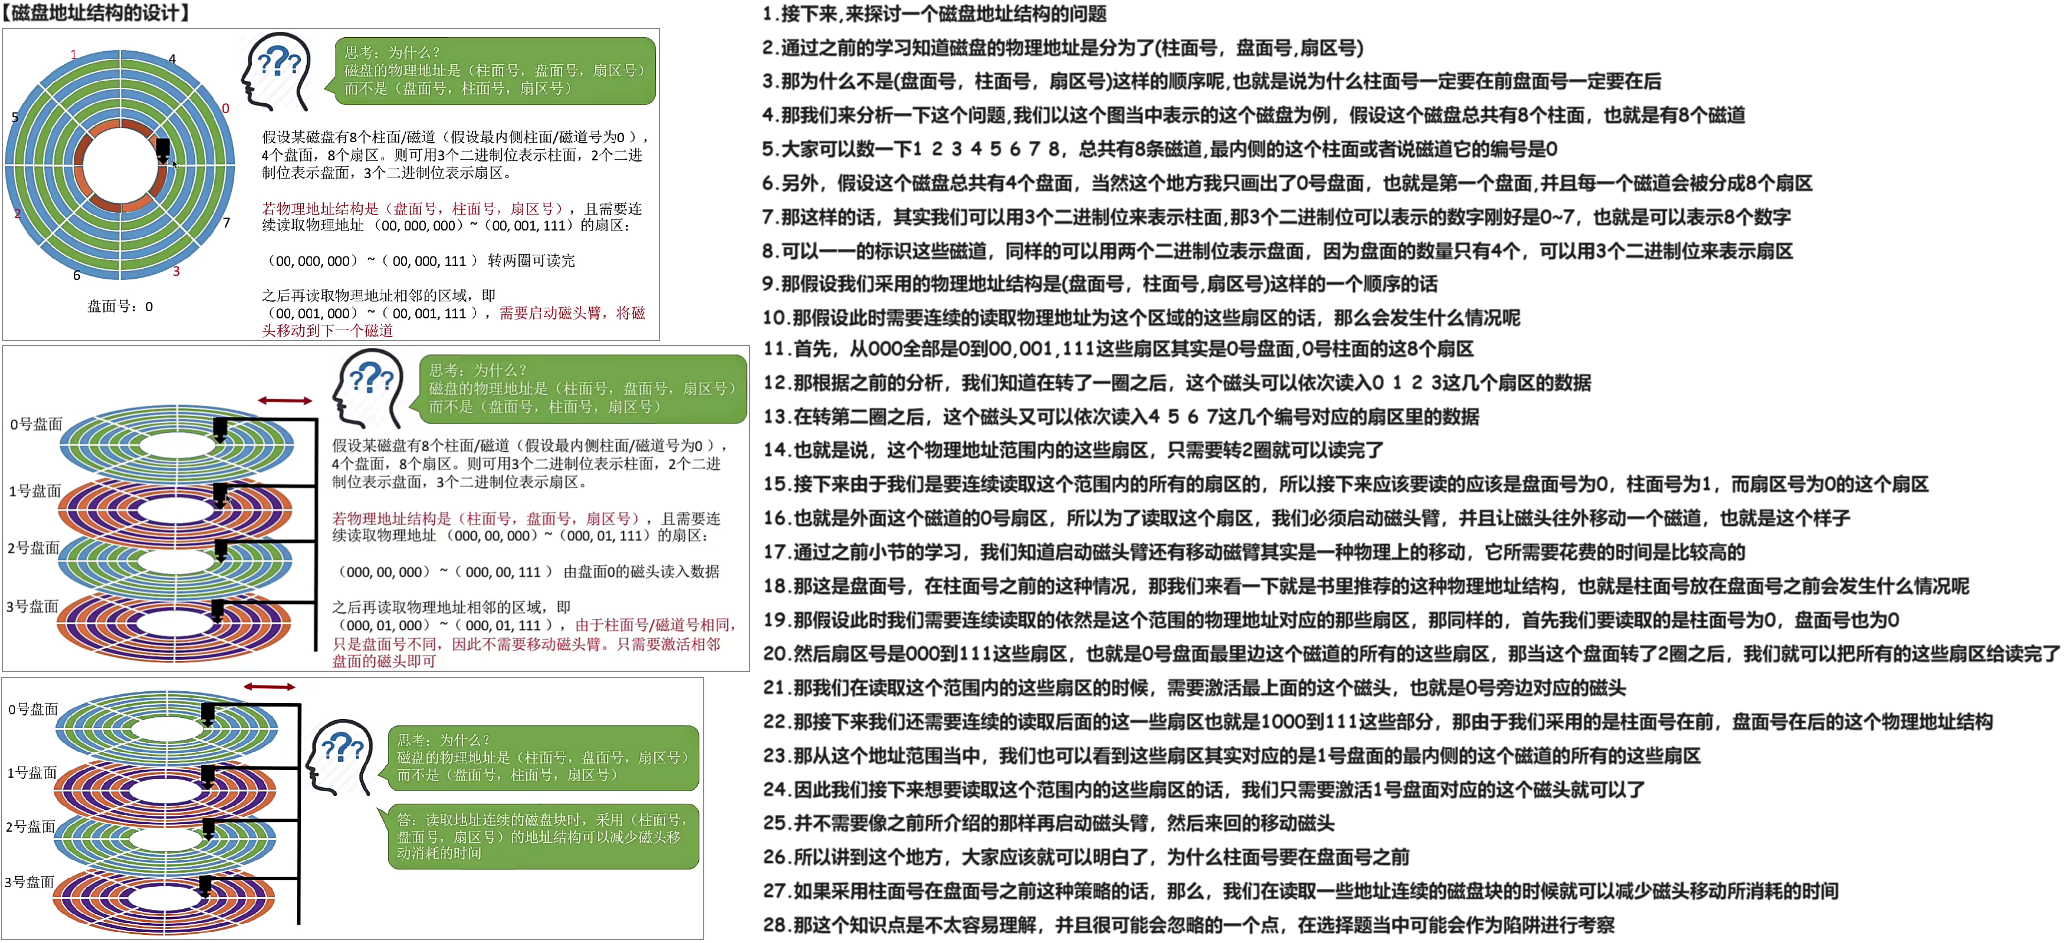 【磁盘地址结构的设计】
1
4
0
5
2
7
6
3
盘面号：0
???
思考：为什么？
磁盘的物理地址是（柱面号，盘面号，扇区号）
而不是（盘面号，柱面号，扇区号）
假设某磁盘有8个柱面/磁道（假设最内侧柱面/磁道号为0），
4个盘面，8个扇区。则可用3个二进制位表示柱面，2个二进
制位表示盘面，3个二进制位表示扇区。
若物理地址结构是（盘面号，柱面号，扇区号），且需要连
续读取物理地址（00, 000, 000）~（00, 001, 111）的扇区：
（00, 000, 000）~（ 00, 000, 111 ） 转两圈可读完
之后再读取物理地址相邻的区域，即
（00, 001, 000）~（ 00, 001, 111 ），需要启动磁头臂，将磁
头移动到下一个磁道
0号盘面
1号盘面
2号盘面
3号盘面
???
思考：为什么？
磁盘的物理地址是（柱面号，盘面号，扇区号）
而不是（盘面号，柱面号，扇区号）
假设某磁盘有8个柱面/磁道（假设最内侧柱面/磁道号为0 ），
4个盘面，8个扇区。则可用3个二进制位表示柱面，2个二进
制位表示盘面，3个二进制位表示扇区。
若物理地址结构是（柱面号，盘面号，扇区号），且需要连
续读取物理地址（000, 00, 000）~（000, 01, 111）的扇区：
（000, 00, 000）~（ 000, 00, 111 ） 由盘面0的磁头读入数据
之后再读取物理地址相邻的区域，即
（000, 01, 000）~（ 000, 01, 111 ），由于柱面号/磁道号相同，
只是盘面号不同，因此不需要移动磁头臂。只需要激活相邻
盘面的磁头即可
0号盘面
1号盘面
2号盘面
3号盘面
???
思考：为什么？
磁盘的物理地址是（柱面号，盘面号，扇区号）
而不是（盘面号，柱面号，扇区号）
答：读取地址连续的磁盘块时，采用（柱面号，
盘面号，扇区号）的地址结构可以减少磁头移
动消耗的时间
1.接下来,来探讨一个磁盘地址结构的问题
2.通过之前的学习知道磁盘的物理地址是分为了(柱面号，盘面号,扇区号)
3.那为什么不是(盘面号，柱面号，扇区号)这样的顺序呢,也就是说为什么柱面号一定要在前盘面号一定要在后
4.那我们来分析一下这个问题,我们以这个图当中表示的这个磁盘为例，假设这个磁盘总共有8个柱面，也就是有8个磁道
5.大家可以数一下1 2 3 4 5 6 7 8，总共有8条磁道,最内侧的这个柱面或者说磁道它的编号是0
6.另外，假设这个磁盘总共有4个盘面，当然这个地方我只画出了0号盘面，也就是第一个盘面,并且每一个磁道会被分成8个扇区
7.那这样的话，其实我们可以用3个二进制位来表示柱面,那3个二进制位可以表示的数字刚好是0~7，也就是可以表示8个数字
8.可以一一的标识这些磁道，同样的可以用两个二进制位表示盘面，因为盘面的数量只有4个，可以用3个二进制位来表示扇区
9.那假设我们采用的物理地址结构是(盘面号，柱面号,扇区号)这样的一个顺序的话
10.那假设此时需要连续的读取物理地址为这个区域的这些扇区的话，那么会发生什么情况呢
11.首先，从000全部是0到00,001,111这些扇区其实是0号盘面,0号柱面的这8个扇区
12.那根据之前的分析，我们知道在转了一圈之后，这个磁头可以依次读入0 1 2 3这几个扇区的数据
13.在转第二圈之后，这个磁头又可以依次读入4 5 6 7这几个编号对应的扇区里的数据
14.也就是说，这个物理地址范围内的这些扇区，只需要转2圈就可以读完了
15.接下来由于我们是要连续读取这个范围内的所有的扇区的，所以接下来应该要读的应该是盘面号为0，柱面号为1，而扇区号为0的这个扇区
16.也就是外面这个磁道的0号扇区，所以为了读取这个扇区，我们必须启动磁头臂，并且让磁头往外移动一个磁道，也就是这个样子
17.通过之前小节的学习，我们知道启动磁头臂还有移动磁臂其实是一种物理上的移动，它所需要花费的时间是比较高的
18.那这是盘面号，在柱面号之前的这种情况，那我们来看一下就是书里推荐的这种物理地址结构，也就是柱面号放在盘面号之前会发生什么情况呢
19.那假设此时我们需要连续读取的依然是这个范围的物理地址对应的那些扇区，那同样的，首先我们要读取的是柱面号为0，盘面号也为0
20.然后扇区号是000到111这些扇区，也就是0号盘面最里边这个磁道的所有的这些扇区，那当这个盘面转了2圈之后，我们就可以把所有的这些扇区给读完了
21.那我们在读取这个范围内的这些扇区的时候，需要激活最上面的这个磁头，也就是0号旁边对应的磁头
22.那接下来我们还需要连续的读取后面的这一些扇区也就是1000到111这些部分，那由于我们采用的是柱面号在前，盘面号在后的这个物理地址结构
23.那从这个地址范围当中，我们也可以看到这些扇区其实对应的是1号盘面的最内侧的这个磁道的所有的这些扇区
24.因此我们接下来想要读取这个范围内的这些扇区的话，我们只需要激活1号盘面对应的这个磁头就可以了
25.并不需要像之前所介绍的那样再启动磁头臂，然后来回的移动磁头
26.所以讲到这个地方，大家应该就可以明白了，为什么柱面号要在盘面号之前
27.如果采用柱面号在盘面号之前这种策略的话，那么，我们在读取一些地址连续的磁盘块的时候就可以减少磁头移动所消耗的时间
28.那这个知识点是不太容易理解，并且很可能会忽略的一个点，在选择题当中可能会作为陷阱进行考察